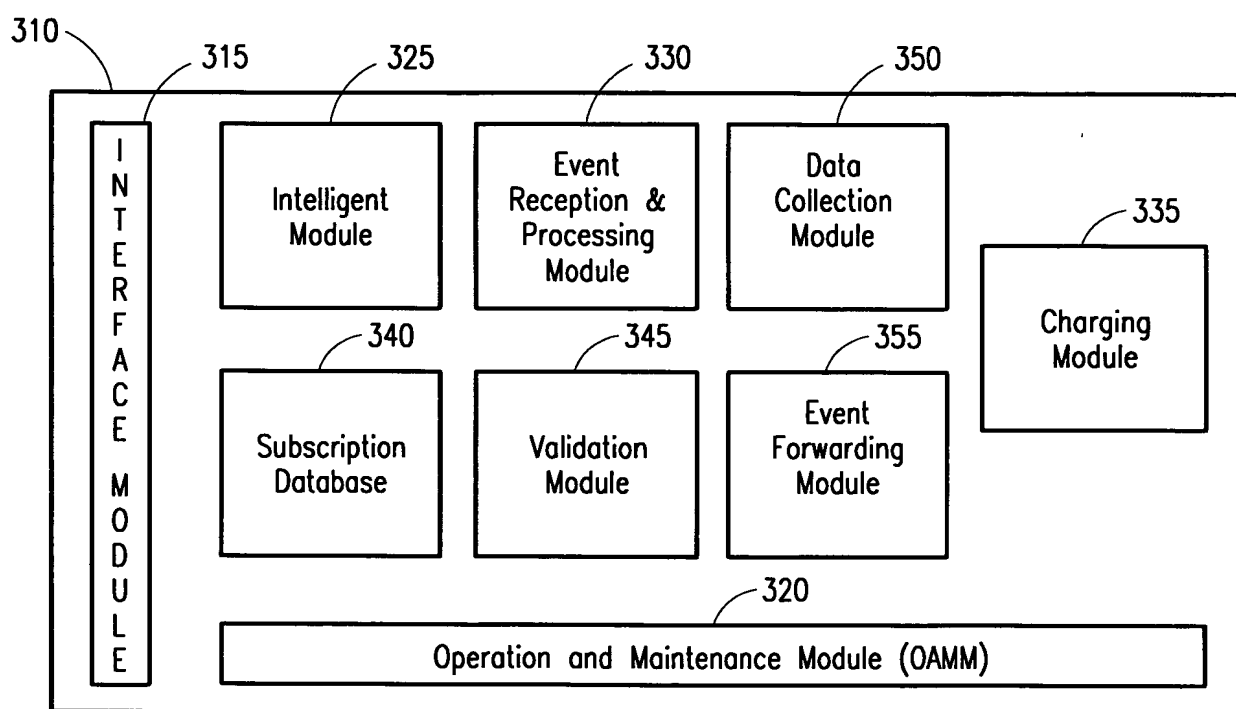 310
315
325
330
350
INTERFACE MODULE
Intelligent
Module
Event
Reception &
Processing
Module
Data
Collection
Module
335
Charging
Module
340
345
355
Subscription
Database
Validation
Module
Event
Forwarding
Module
320
Operation and Maintenance Module (OAMM)